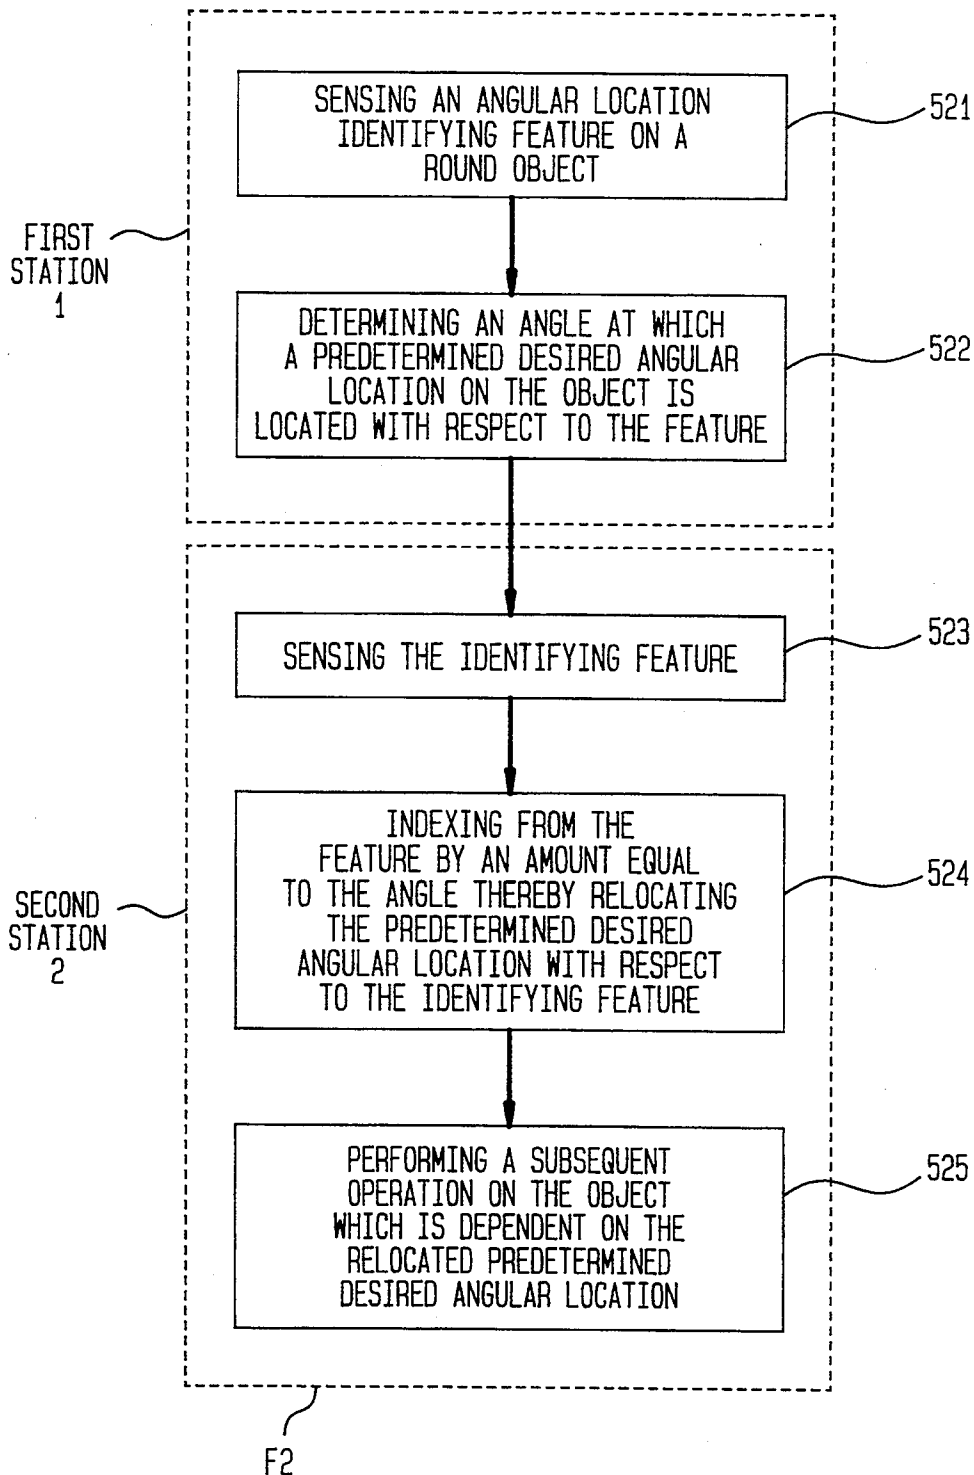 SENSING AN ANGULAR LOCATION
IDENTIFYING FEATURE ON A
ROUND OBJECT
521
FIRST
STATION
1
DETERMINING AN ANGLE AT WHICH
A PREDETERMINED DESIRED ANGULAR
LOCATION ON THE OBJECT IS
LOCATED WITH RESPECT TO THE FEATURE
522
SENSING THE IDENTIFYING FEATURE
523
INDEXING FROM THE
FEATURE BY AN AMOUNT EQUAL
TO THE ANGLE THEREBY RELOCATING
THE PREDETERMINED DESIRED
ANGULAR LOCATION WITH RESPECT
TO THE IDENTIFYING FEATURE
524
SECOND
STATION
2
PERFORMING A SUBSEQUENT
OPERATION ON THE OBJECT
WHICH IS DEPENDENT ON THE
RELOCATED PREDETERMINED
DESIRED ANGULAR LOCATION
525
F2